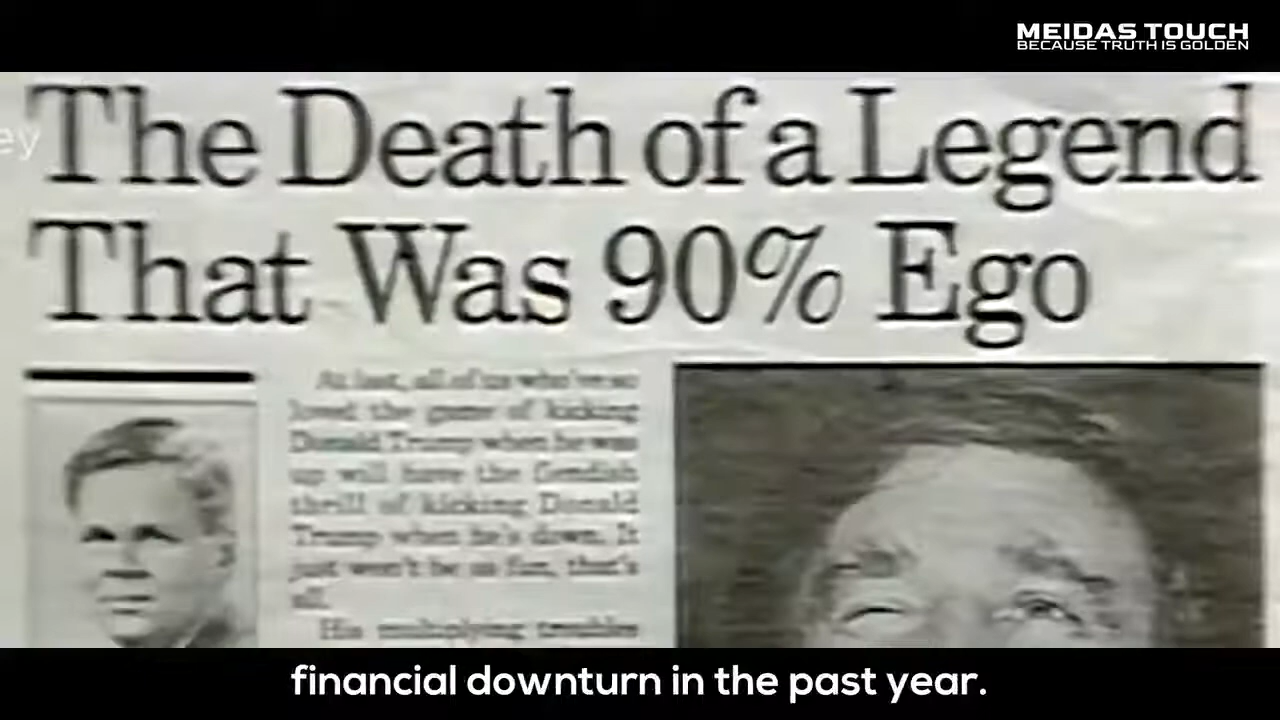 MEIDAS TOUCH
BECAUSE TRUTH IS GOLDEN
ey
The Death of a Legend
That Was 90% Ego
At last, all of us who've so
loved the game of kicking
Donald Trump when he was
up will have the fiendish
thrill of kicking Donald
Trump when he's down. It
just won't be as fun, that's
all.
His multiplying troubles
financial downturn in the past year.